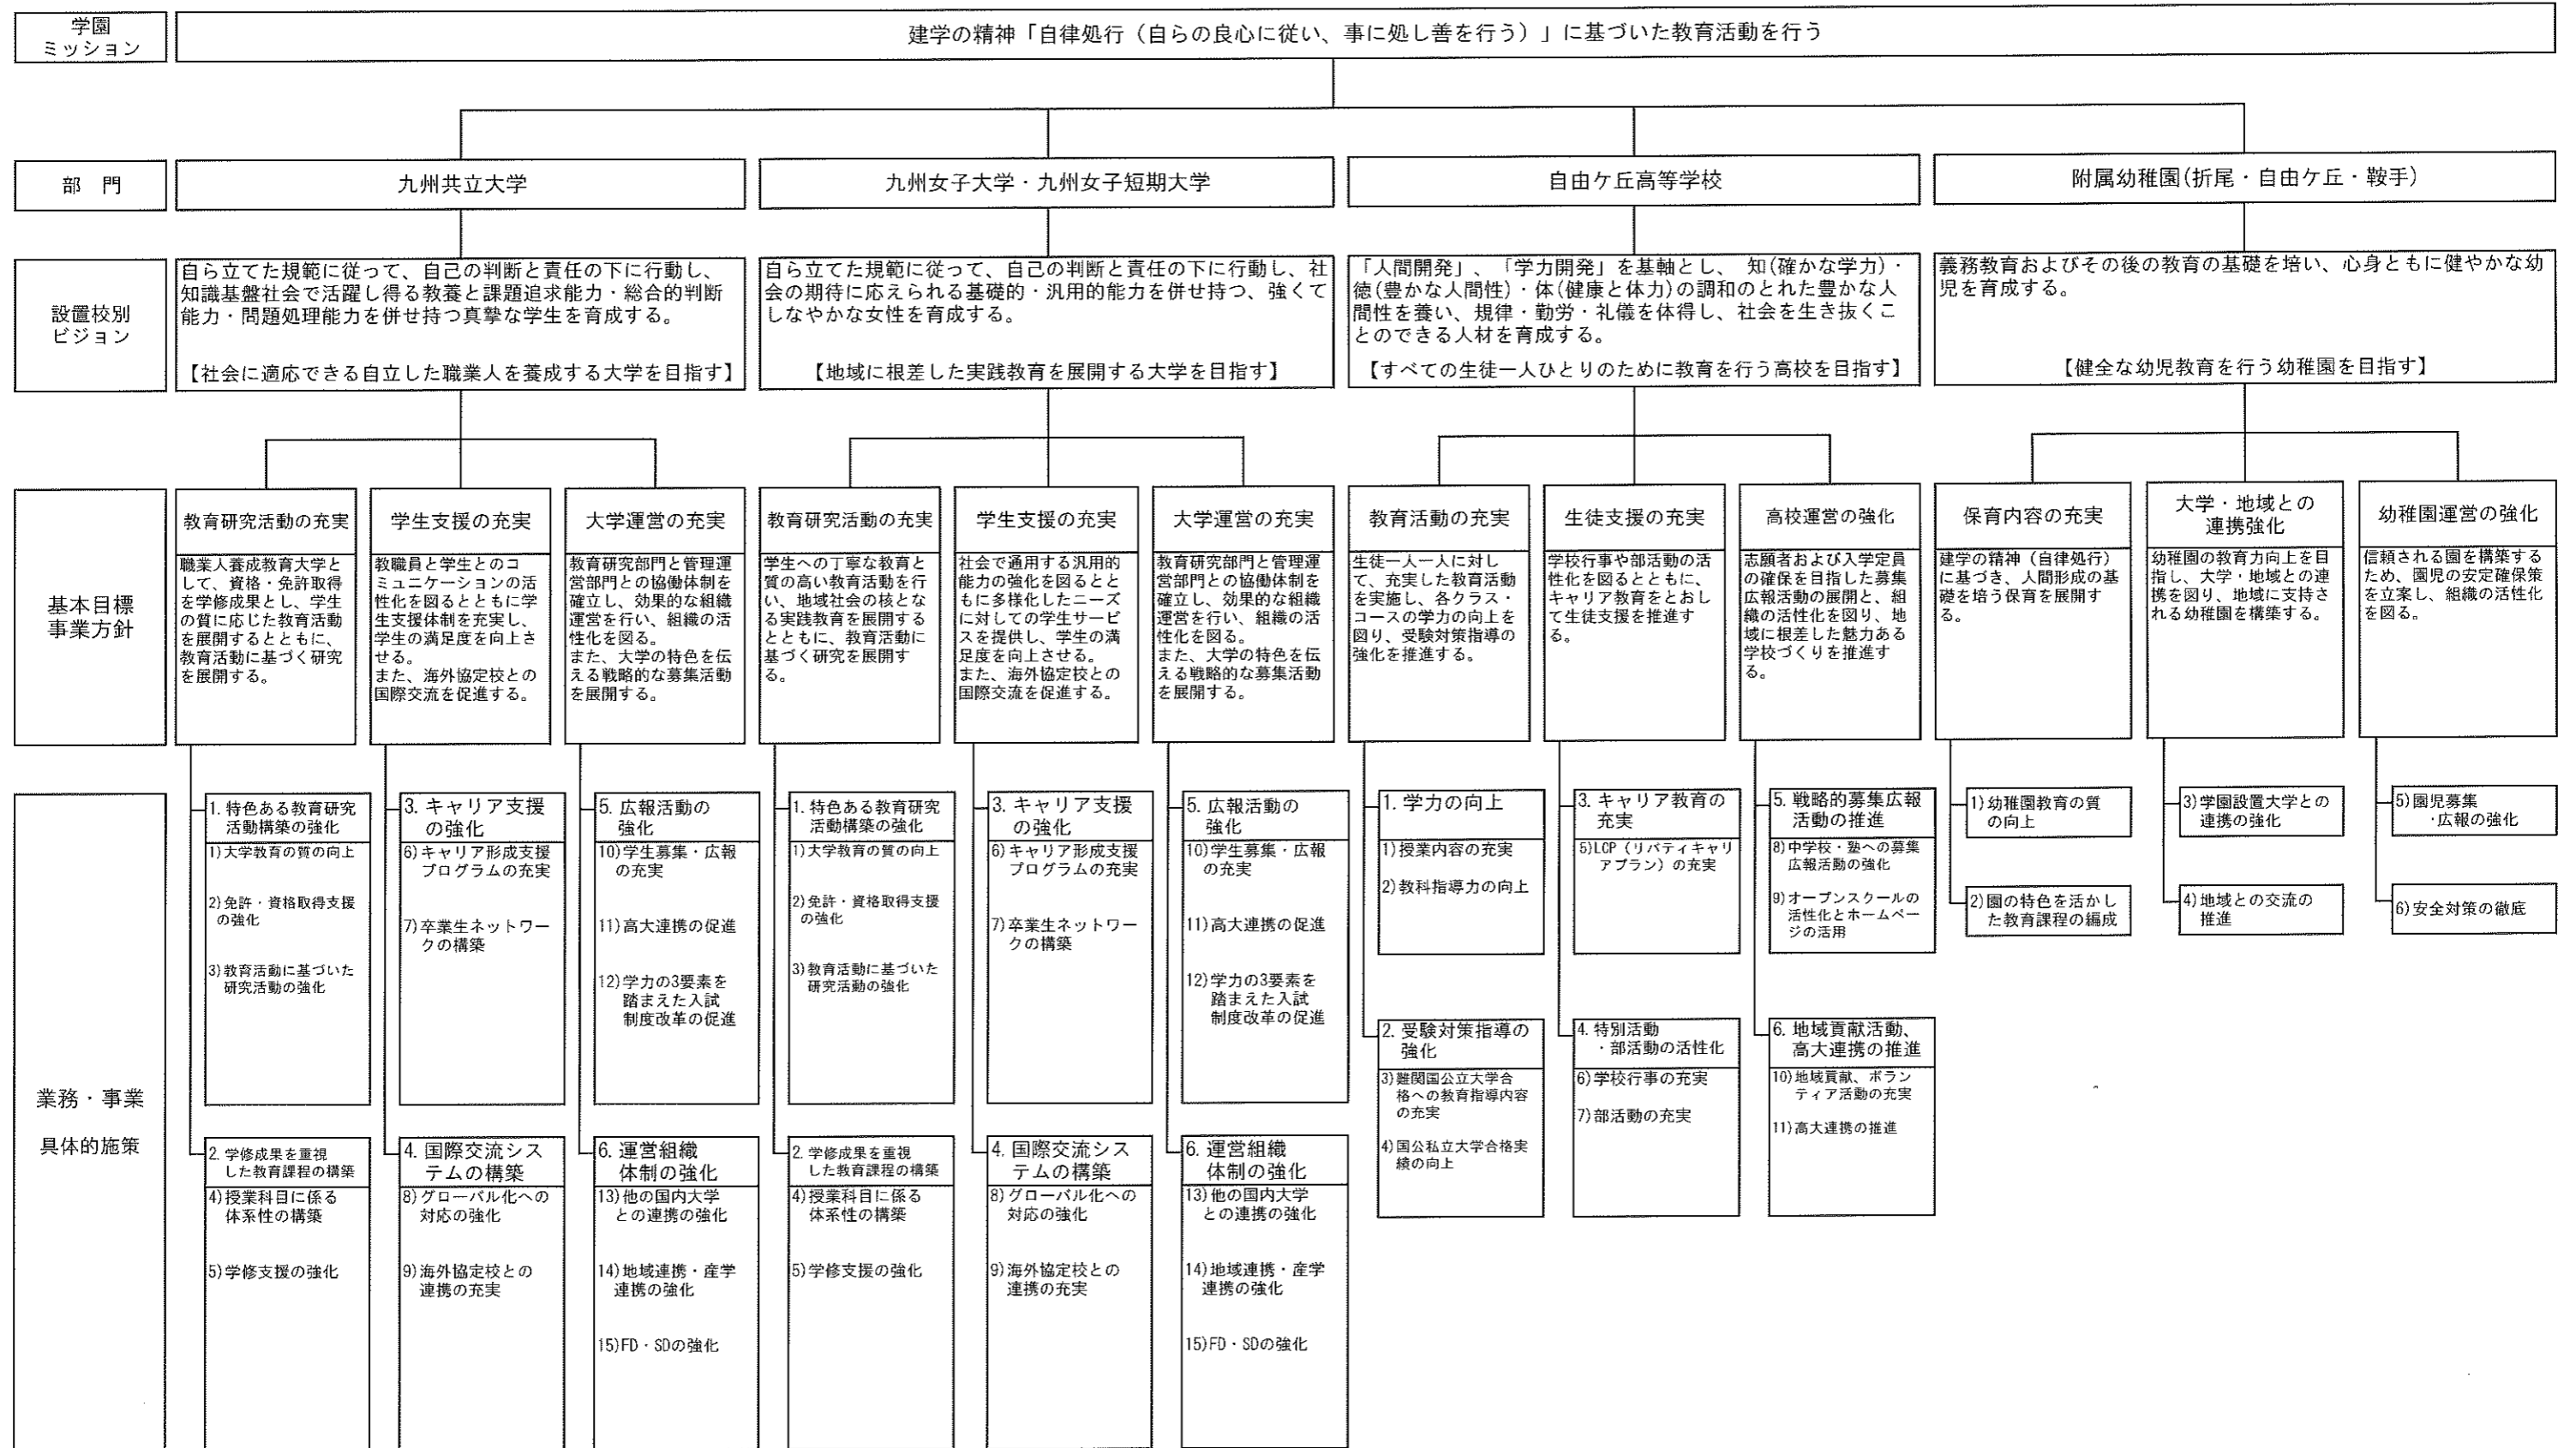 学園
ミッション
建学の精神「自律処行（自らの良心に従い、事に処し善を行う）」に基づいた教育活動を行う
部　門
九州共立大学
九州女子大学・九州女子短期大学
自由ケ丘高等学校
附属幼稚園(折尾・自由ケ丘・鞍手)
設置校別
ビジョン
自ら立てた規範に従って、自己の判断と責任の下に行動し、
知識基盤社会で活躍し得る教養と課題追求能力・総合的判断
能力・問題処理能力を併せ持つ真摯な学生を育成する。
【社会に適応できる自立した職業人を養成する大学を目指す】
自ら立てた規範に従って、自己の判断と責任の下に行動し、社
会の期待に応えられる基礎的・汎用的能力を併せ持つ、強くて
しなやかな女性を育成する。
【地域に根差した実践教育を展開する大学を目指す】
「人間開発」、「学力開発」を基軸とし、 知(確かな学力)・
徳(豊かな人間性)・体(健康と体力)の調和のとれた豊かな人
間性を養い、規律・勤労・礼儀を体得し、社会を生き抜くこ
とのできる人材を育成する。
【すべての生徒一人ひとりのために教育を行う高校を目指す】
義務教育およびその後の教育の基礎を培い、心身ともに健やかな幼
児を育成する。
【健全な幼児教育を行う幼稚園を目指す】
基本目標
事業方針
教育研究活動の充実
職業人養成教育大学と
して、資格・免許取得
を学修成果とし、学生
の質に応じた教育活動
を展開するとともに、
教育活動に基づく研究
を展開する。
学生支援の充実
教職員と学生とのコ
ミュニケーションの活
性化を図るとともに学
生支援体制を充実し、
学生の満足度を向上さ
せる。
また、海外協定校との
国際交流を促進する。
大学運営の充実
教育研究部門と管理運
営部門との協働体制を
確立し、効果的な組織
運営を行い、組織の活
性化を図る。
また、大学の特色を伝
える戦略的な募集活動
を展開する。
教育研究活動の充実
学生への丁寧な教育と
質の高い教育活動を行
い、地域社会の核とな
る実践教育を展開する
とともに、教育活動に
基づく研究を展開す
る。
学生支援の充実
社会で通用する汎用的
能力の強化を図るとと
もに多様化したニーズ
に対しての学生サービ
スを提供し、学生の満
足度を向上させる。
また、海外協定校との
国際交流を促進する。
大学運営の充実
教育研究部門と管理運
営部門との協働体制を
確立し、効果的な組織
運営を行い、組織の活
性化を図る。
また、大学の特色を伝
える戦略的な募集活動
を展開する。
教育活動の充実
生徒一人一人に対し
て、充実した教育活動
を実施し、各クラス・
コースの学力の向上を
図り、受験対策指導の
強化を推進する。
生徒支援の充実
学校行事や部活動の活
性化を図るとともに、
キャリア教育をとおし
て生徒支援を推進す
る。
高校運営の強化
志願者および入学定員
の確保を目指した募集
広報活動の展開と、組
織の活性化を図り、地
域に根差した魅力ある
学校づくりを推進す
る。
保育内容の充実
建学の精神（自律処行）
に基づき、人間形成の基
礎を培う保育を展開す
る。
大学・地域との
連携強化
幼稚園の教育力向上を目
指し、大学・地域との連
携を図り、地域に支持さ
れる幼稚園を構築する。
幼稚園運営の強化
信頼される園を構築する
ため、園児の安定確保策
を立案し、組織の活性化
を図る。
業務・事業
具体的施策
1. 特色ある教育研究
活動構築の強化
1)大学教育の質の向上
2)免許・資格取得支援
の強化
3)教育活動に基づいた
研究活動の強化
2. 学修成果を重視
した教育課程の構築
4)授業科目に係る
体系性の構築
5)学修支援の強化
3. キャリア支援
の強化
6)キャリア形成支援
プログラムの充実
7)卒業生ネットワー
クの構築
4. 国際交流シス
テムの構築
8)グローバル化への
対応の強化
9)海外協定校との
連携の充実
5. 広報活動の
強化
10)学生募集・広報
の充実
11)高大連携の促進
12)学力の3要素を
踏まえた入試
制度改革の促進
6. 運営組織
体制の強化
13)他の国内大学
との連携の強化
14)地域連携・産学
連携の強化
15)FD・SDの強化
1. 特色ある教育研究
活動構築の強化
1)大学教育の質の向上
2)免許・資格取得支援
の強化
3)教育活動に基づいた
研究活動の強化
2. 学修成果を重視
した教育課程の構築
4)授業科目に係る
体系性の構築
5)学修支援の強化
3. キャリア支援
の強化
6)キャリア形成支援
プログラムの充実
7)卒業生ネットワー
クの構築
4. 国際交流シス
テムの構築
8)グローバル化への
対応の強化
9)海外協定校との
連携の充実
5. 広報活動の
強化
10)学生募集・広報
の充実
11)高大連携の促進
12)学力の3要素を
踏まえた入試
制度改革の促進
6. 運営組織
体制の強化
13)他の国内大学
との連携の強化
14)地域連携・産学
連携の強化
15)FD・SDの強化
1. 学力の向上
1)授業内容の充実
2)教科指導力の向上
2. 受験対策指導の
強化
3)難関国公立大学合
格への教育指導内容
の充実
4)国公私立大学合格実
績の向上
3. キャリア教育の
充実
5)LCP（リバティキャリ
アプラン）の充実
4. 特別活動
・部活動の活性化
6)学校行事の充実
7)部活動の充実
5. 戦略的募集広報
活動の推進
8)中学校・塾への募集
広報活動の強化
9)オープンスクールの
活性化とホームペー
ジの活用
6. 地域貢献活動、
高大連携の推進
10)地域貢献、ボラン
ティア活動の充実
11)高大連携の推進
1)幼稚園教育の質
の向上
2)園の特色を活かし
た教育課程の編成
3)学園設置大学との
連携の強化
4)地域との交流の
推進
5)園児募集
・広報の強化
6)安全対策の徹底